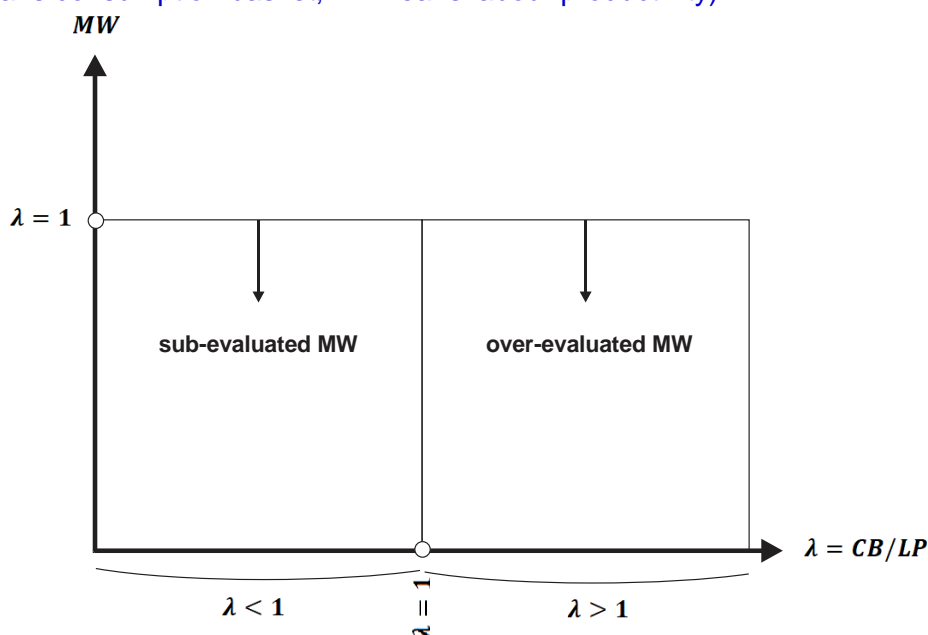 MW
λ = 1
sub-evaluated MW
over-evaluated MW
λ = CB/LP
λ < 1
λ = 1
λ > 1